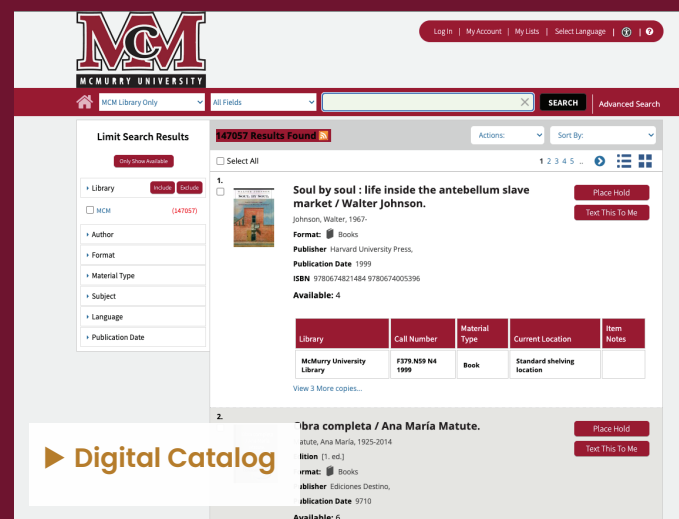 MCM
MCMURRY UNIVERSITY
Log In | My Account | My Lists | Select Language | | ?
MCM Library Only All Fields SEARCH Advanced Search
Limit Search Results
Only Show Available
Library Include Exclude
MCM (147057)
Author
Format
Material Type
Subject
Language
Publication Date
147057 Results Found Actions: Sort By:
Select All 1 2 3 4 5 ..
1.
SOUL BY SOUL
Soul by soul : life inside the antebellum slave
market / Walter Johnson.
Johnson, Walter, 1967-
Format: Books
Publisher Harvard University Press,
Publication Date 1999
ISBN 9780674821484 9780674005396
Available: 4
Place Hold
Text This To Me
Library Call Number Material Type Current Location Item Notes
McMurry University Library F379.N59 N4 1999 Book Standard shelving location
View 3 More copies...
2.
Obra completa / Ana María Matute.
Matute, Ana María, 1925-2014
Edition [1. ed.]
Format: Books
Publisher Ediciones Destino,
Publication Date 9710
Available: 6
Place Hold
Text This To Me
Digital Catalog